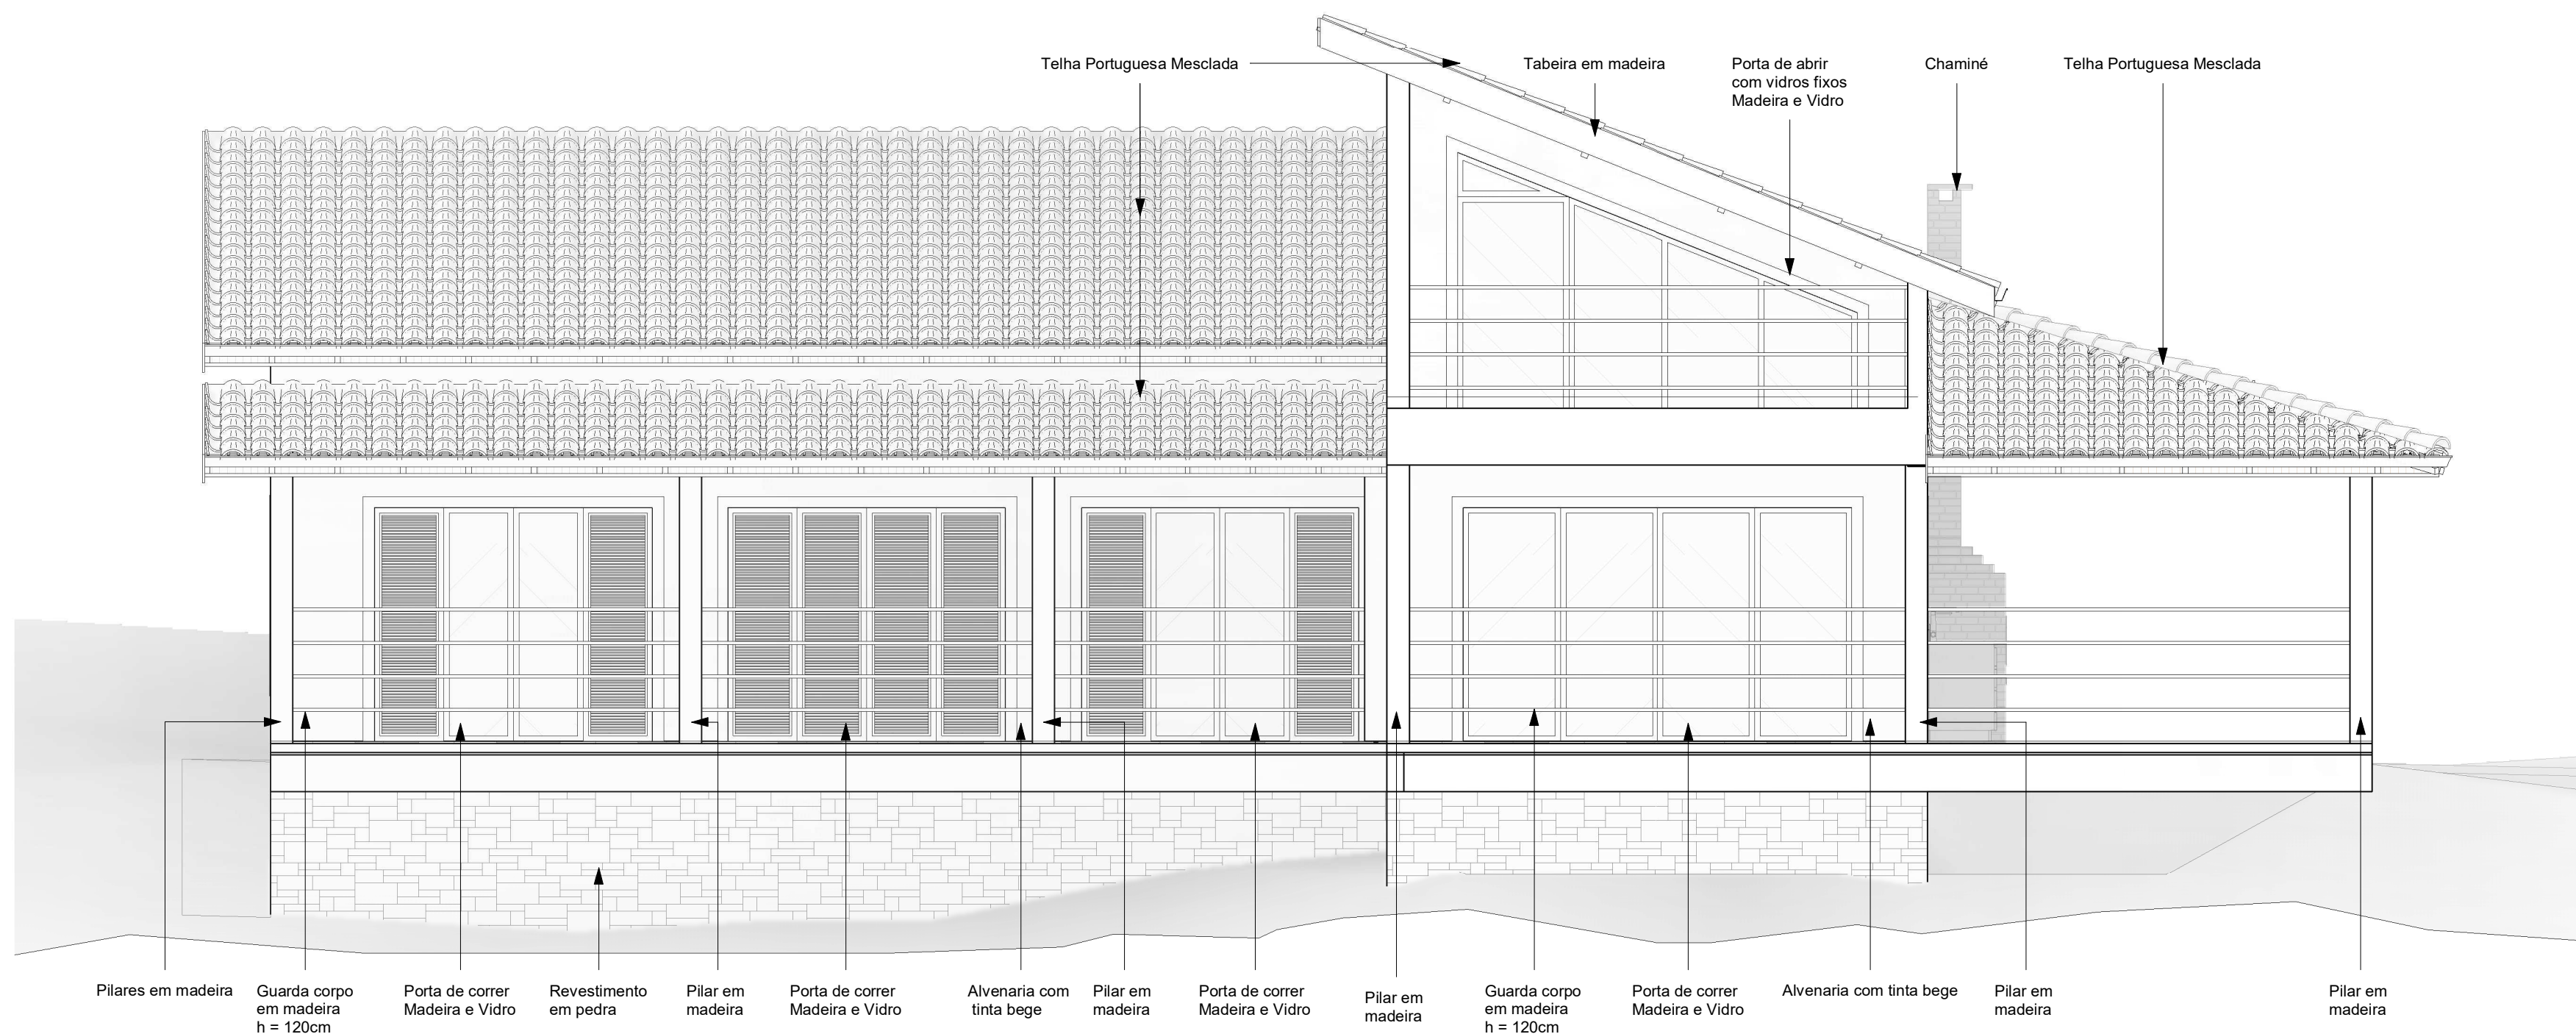 Telha Portuguesa Mesclada
Tabeira em madeira
Porta de abrir
com vidros fixos
Madeira e Vidro
Chaminé
Telha Portuguesa Mesclada
Pilares em madeira
Guarda corpo
em madeira
h = 120cm
Porta de correr
Madeira e Vidro
Revestimento
em pedra
Pilar em
madeira
Porta de correr
Madeira e Vidro
Alvenaria com
tinta bege
Pilar em
madeira
Porta de correr
Madeira e Vidro
Pilar em
madeira
Guarda corpo
em madeira
h = 120cm
Porta de correr
Madeira e Vidro
Alvenaria com tinta bege
Pilar em
madeira
Pilar em
madeira